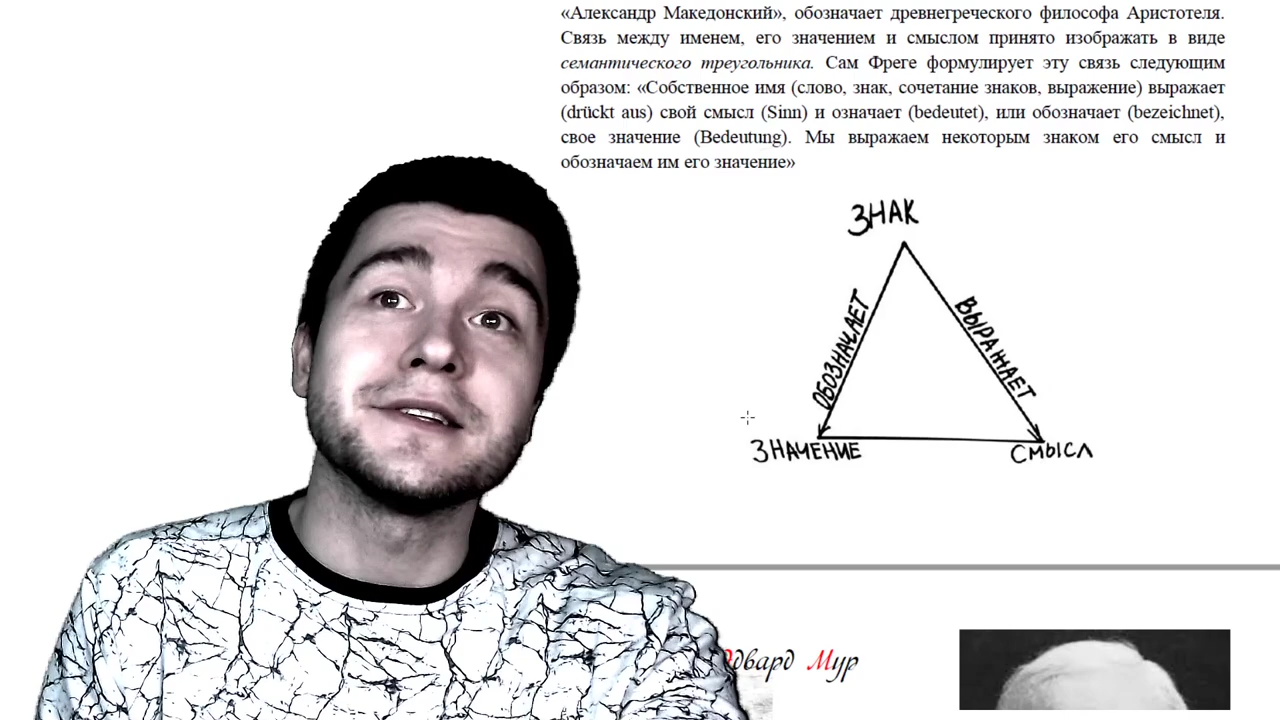 «Александр Македонский», обозначает древнегреческого философа Аристотеля.
Связь между именем, его значением и смыслом принято изображать в виде
семантического треугольника. Сам Фреге формулирует эту связь следующим
образом: «Собственное имя (слово, знак, сочетание знаков, выражение) выражает
(drückt aus) свой смысл (Sinn) и означает (bedeutet), или обозначает (bezeichnet),
свое значение (Bedeutung). Мы выражаем некоторым знаком его смысл и
обозначаем им его значение»
ЗНАК
ОБОЗНАЧАЕТ
ВЫРАЖАЕТ
ЗНАЧЕНИЕ
СМЫСЛ
Мур